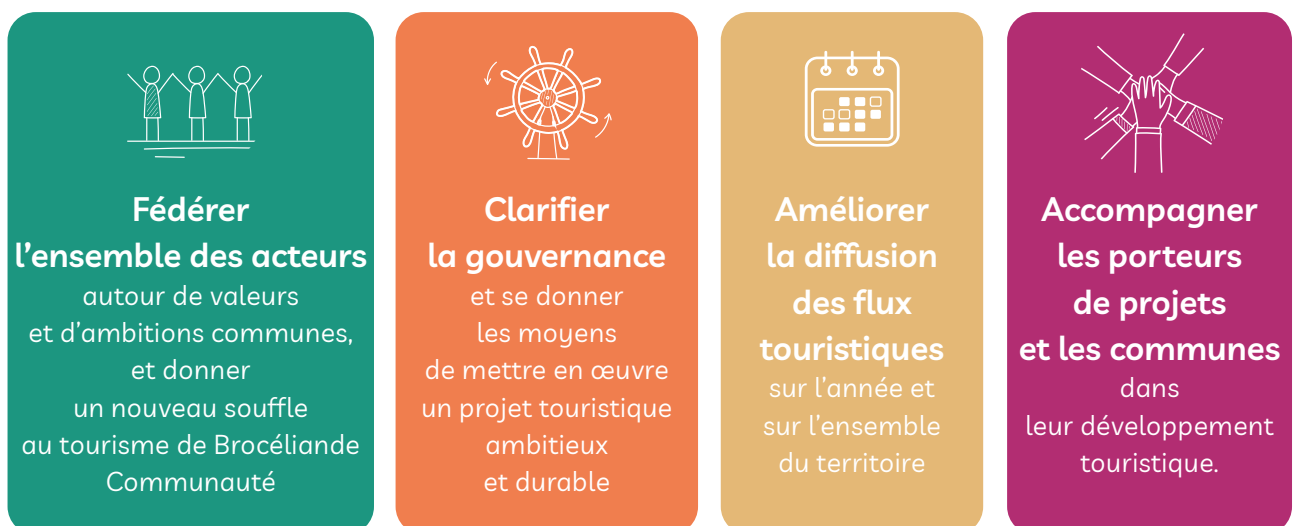 Fédérer
l’ensemble des acteurs
autour de valeurs
et d’ambitions communes,
et donner
un nouveau souffle
au tourisme de Brocéliande
Communauté
Clarifier
la gouvernance
et se donner
les moyens
de mettre en œuvre
un projet touristique
ambitieux
et durable
Améliorer
la diffusion
des flux
touristiques
sur l’année et
sur l’ensemble
du territoire
Accompagner
les porteurs
de projets
et les communes
dans
leur développement
touristique.